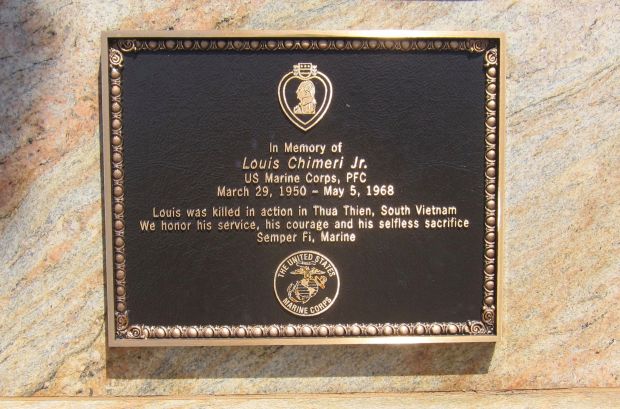 In Memory of
Louis Chimeri Jr.
US Marine Corps, PFC
March 29, 1950 – May 5, 1968
Louis was killed in action in Thua Thien, South Vietnam
We honor his service, his courage and his selfless sacrifice
Semper Fi, Marine
THE UNITED STATES
MARINE CORPS